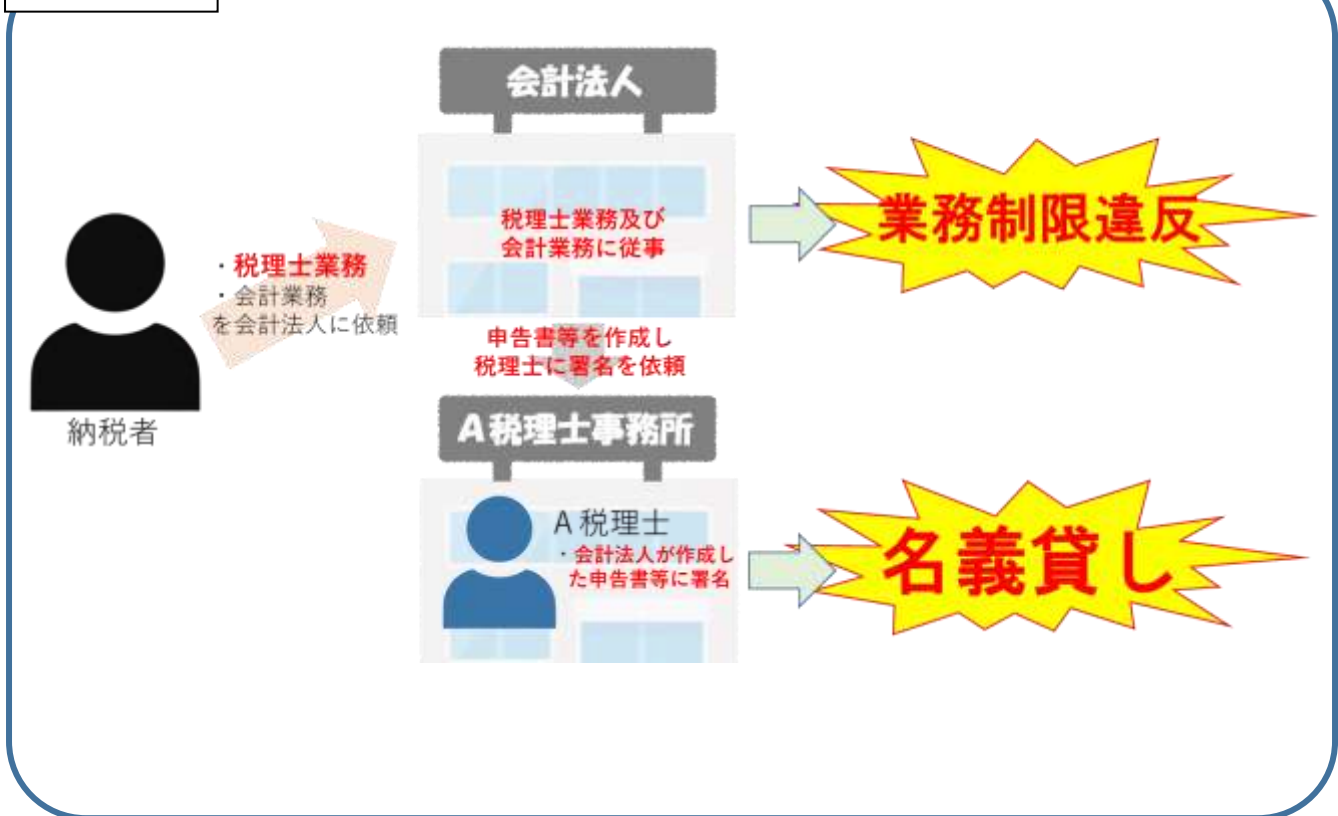 会計法人
税理士業務及び
会計業務に従事
業務制限違反
・税理士業務
・会計業務
を会計法人に依頼
納税者
申告書等を作成し
税理士に署名を依頼
A税理士事務所
A税理士
・会計法人が作成し
た申告書等に署名
名義貸し